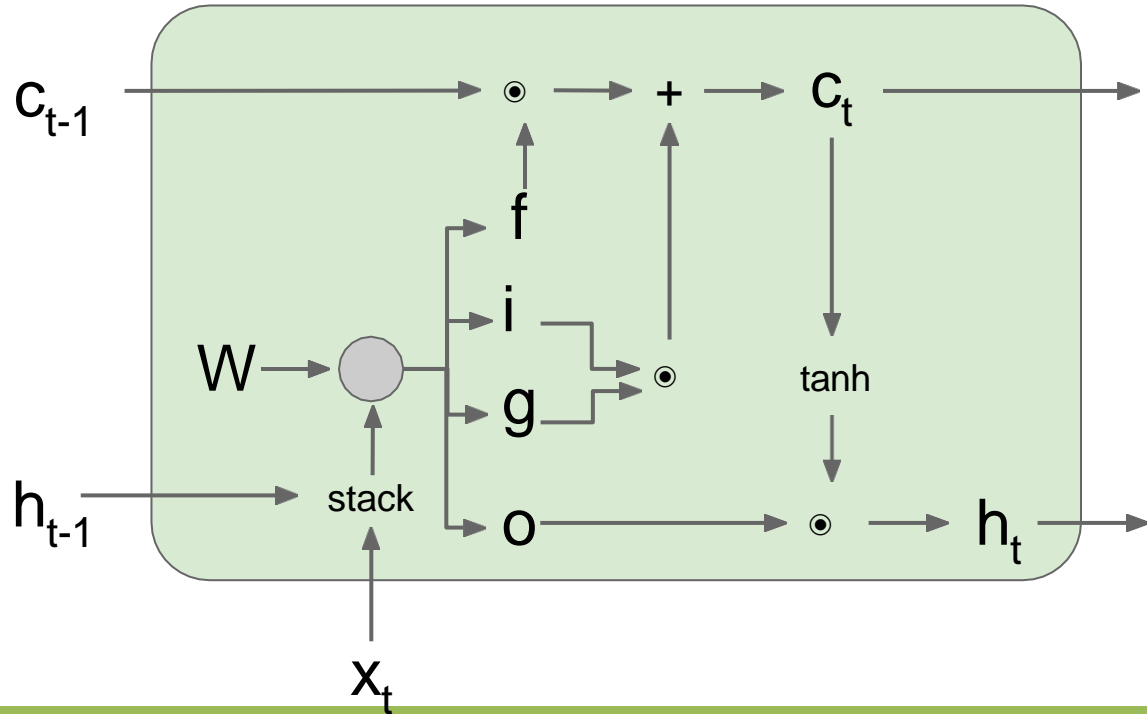 c_{t-1} ⊙ + c_t
f
i
W ⊙ tanh
g
h_{t-1} stack o ⊙ h_t
x_t